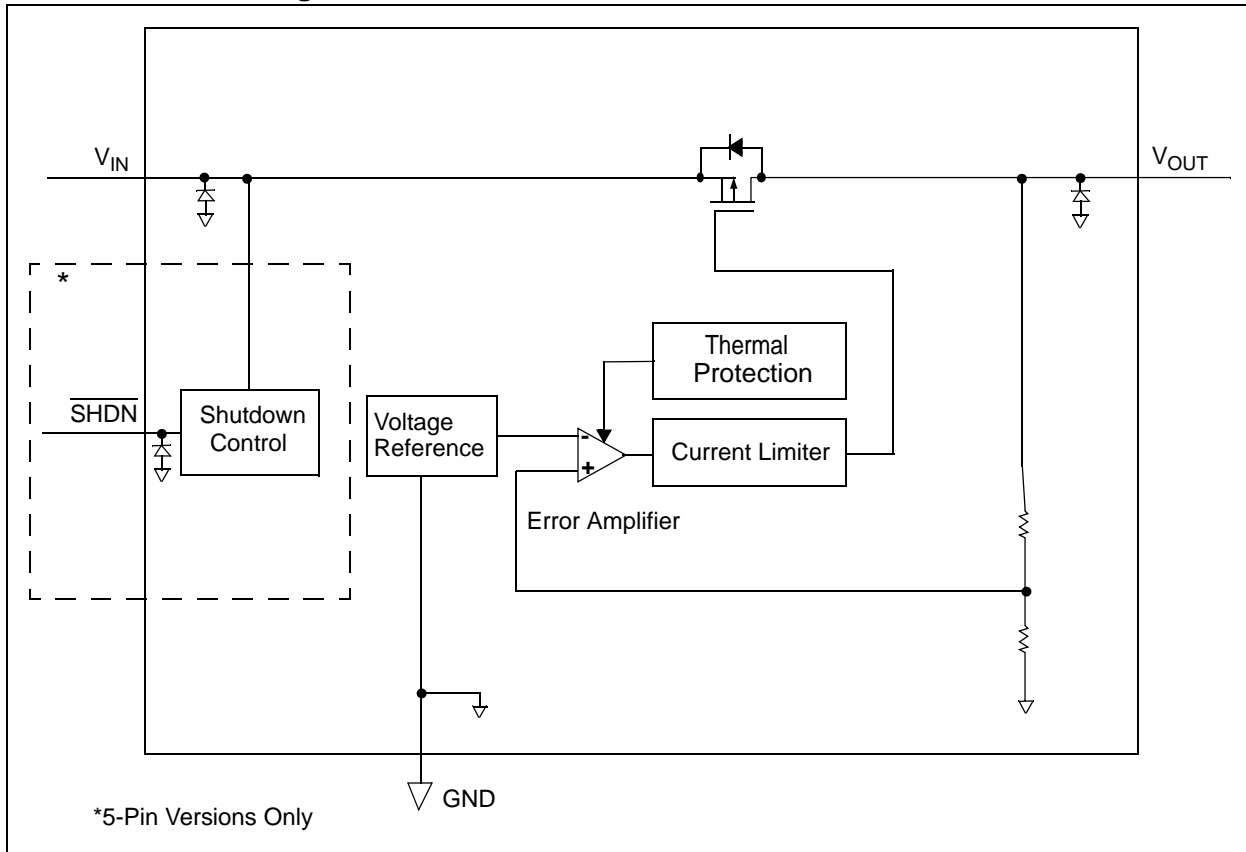 V_IN
V_OUT
*
Thermal
Protection
SHDN
Shutdown
Control
Voltage
Reference
-
+
Current Limiter
Error Amplifier
GND
*5-Pin Versions Only